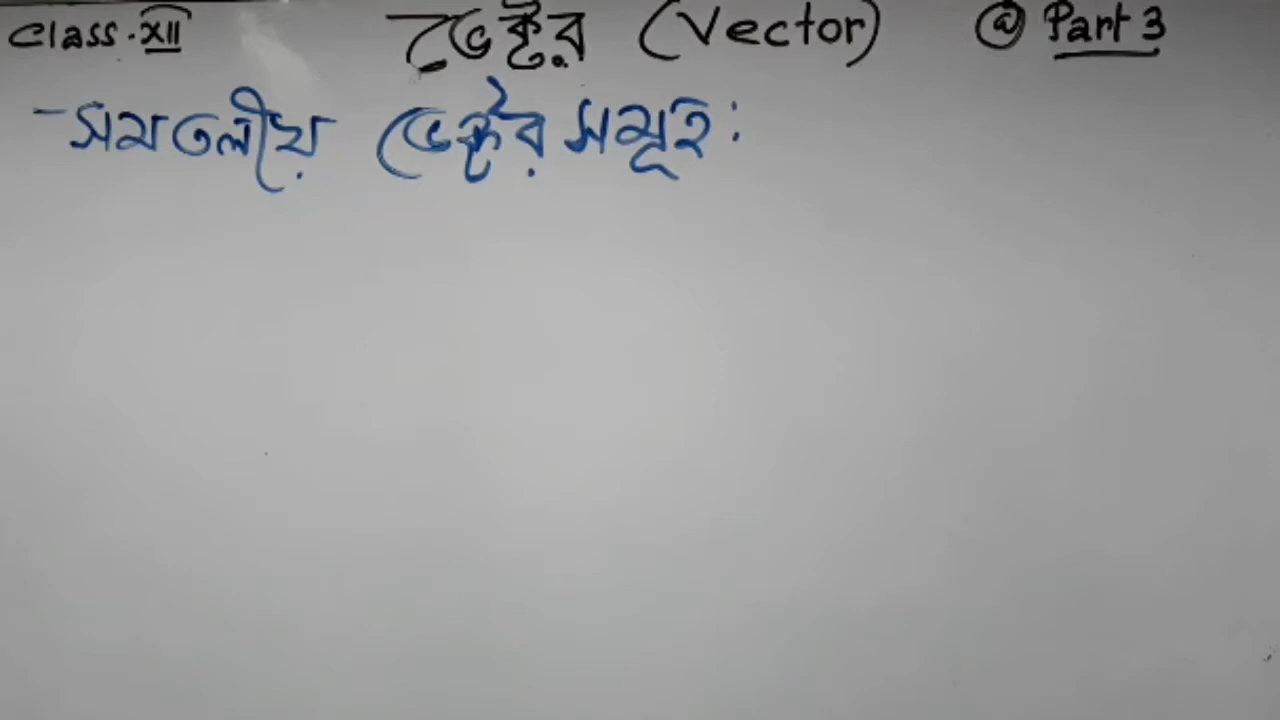 Class-XII ভেক্টর (Vector) @ Part 3
সমতলীয় ভেক্টর সমূহ: